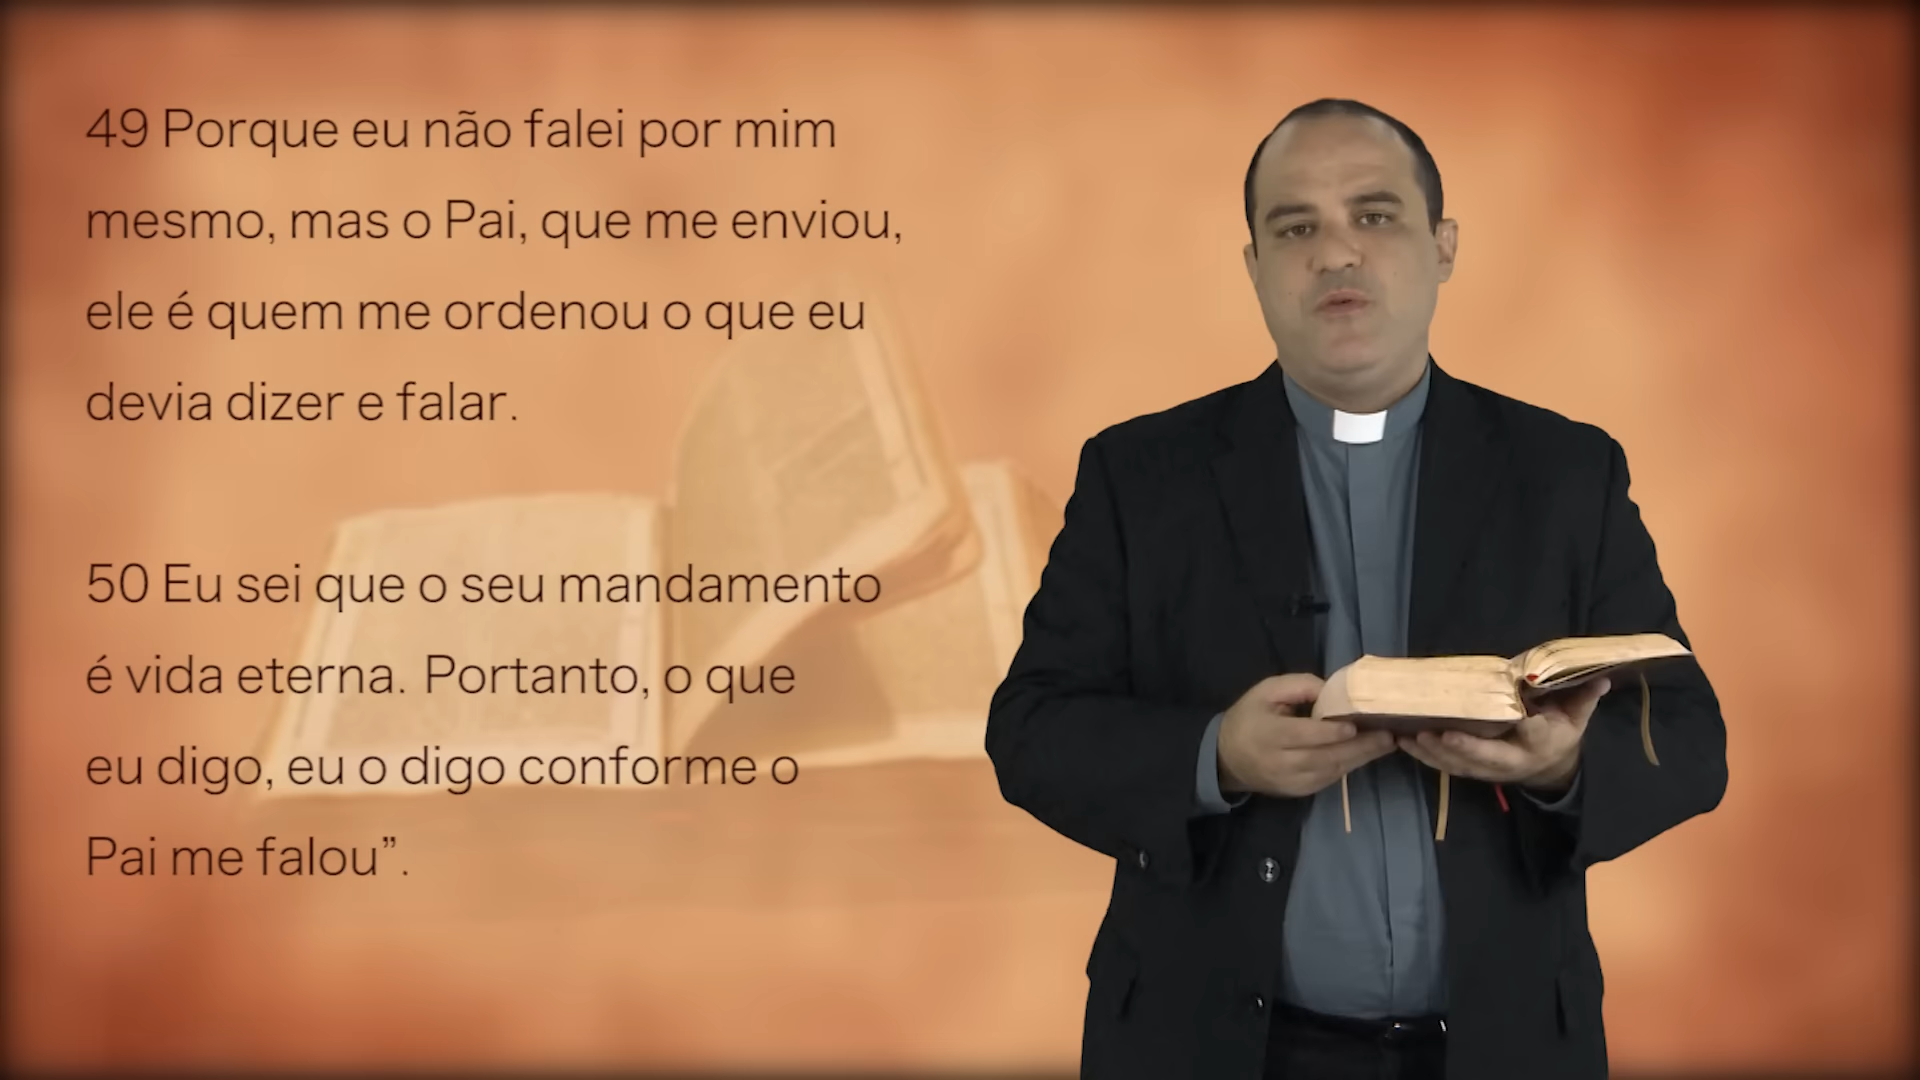 49 Porque eu não falei por mim
mesmo, mas o Pai, que me enviou,
ele é quem me ordenou o que eu
devia dizer e falar.
50 Eu sei que o seu mandamento
é vida eterna. Portanto, o que
eu digo, eu o digo conforme o
Pai me falou”.